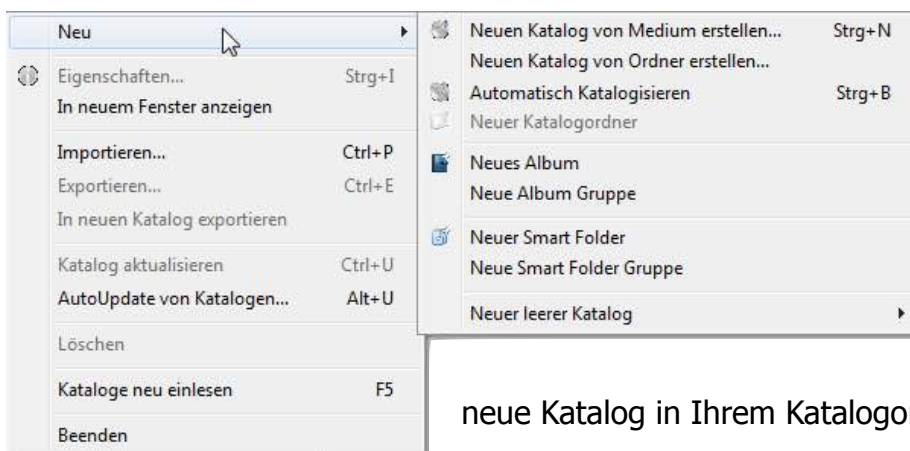 Neu
Eigenschaften... Strg+I
In neuem Fenster anzeigen
Importieren... Ctrl+P
Exportieren... Ctrl+E
In neuen Katalog exportieren
Katalog aktualisieren Ctrl+U
AutoUpdate von Katalogen... Alt+U
Löschen
Kataloge neu einlesen F5
Beenden
Neuen Katalog von Medium erstellen... Strg+N
Neuen Katalog von Ordner erstellen...
Automatisch Katalogisieren Strg+B
Neuer Katalogordner
Neues Album
Neue Album Gruppe
Neuer Smart Folder
Neue Smart Folder Gruppe
Neuer leerer Katalog
neue Katalog in Ihrem Katalogo